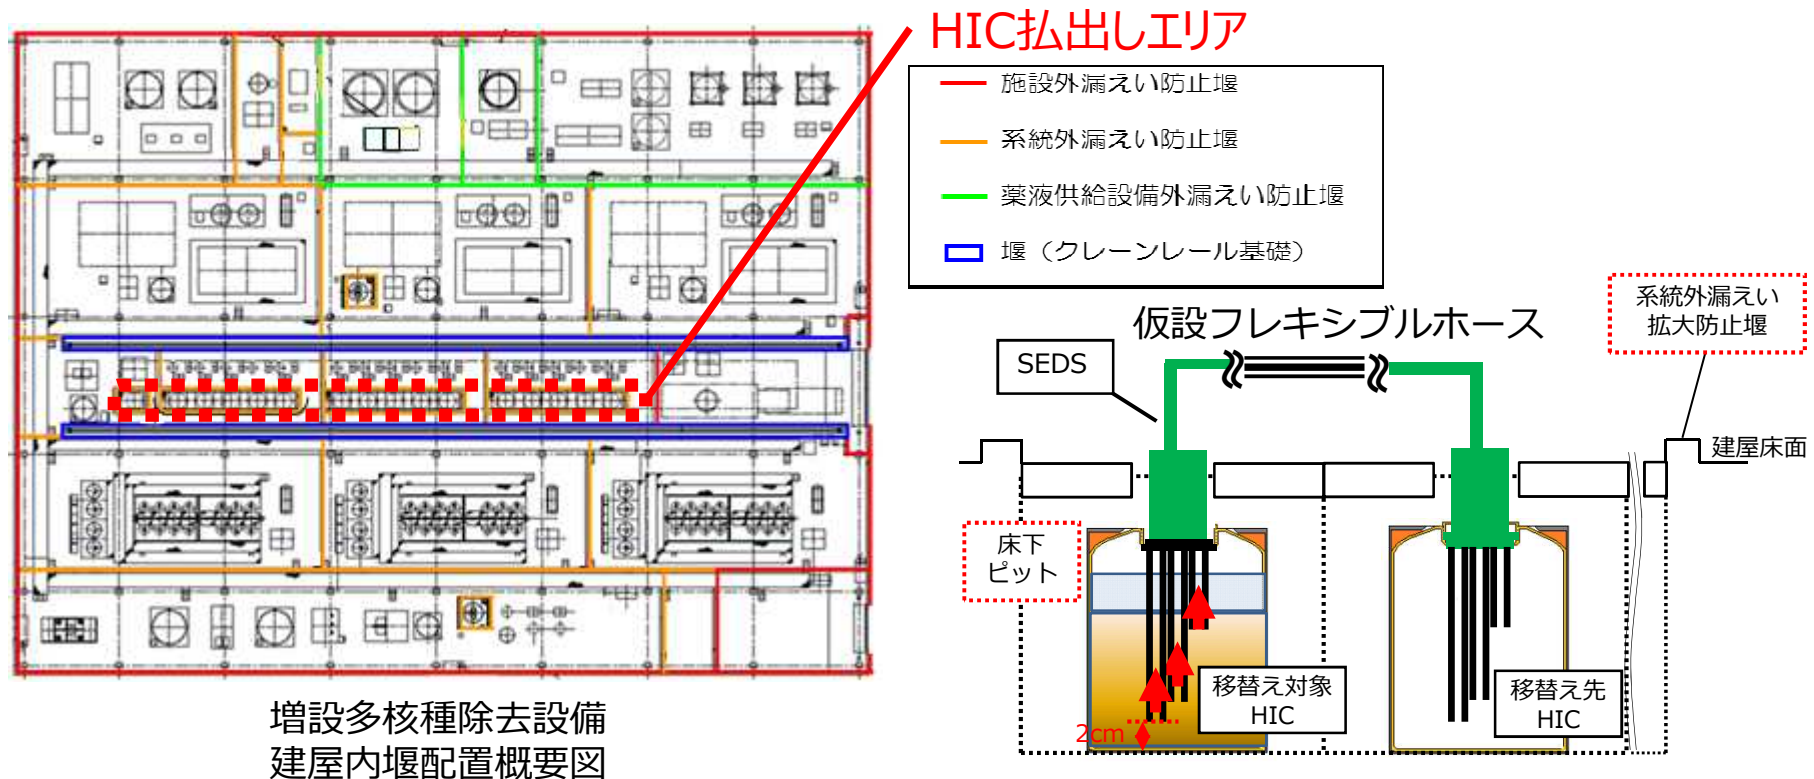 HIC払出しエリア
施設外漏えい防止堰
系統外漏えい防止堰
薬液供給設備外漏えい防止堰
堰（クレーンレール基礎）
系統外漏えい
拡大防止堰
仮設フレキシブルホース
SEDS
建屋床面
床下
ピット
移替え対象
HIC
移替え先
HIC
2cm
増設多核種除去設備
建屋内堰配置概要図